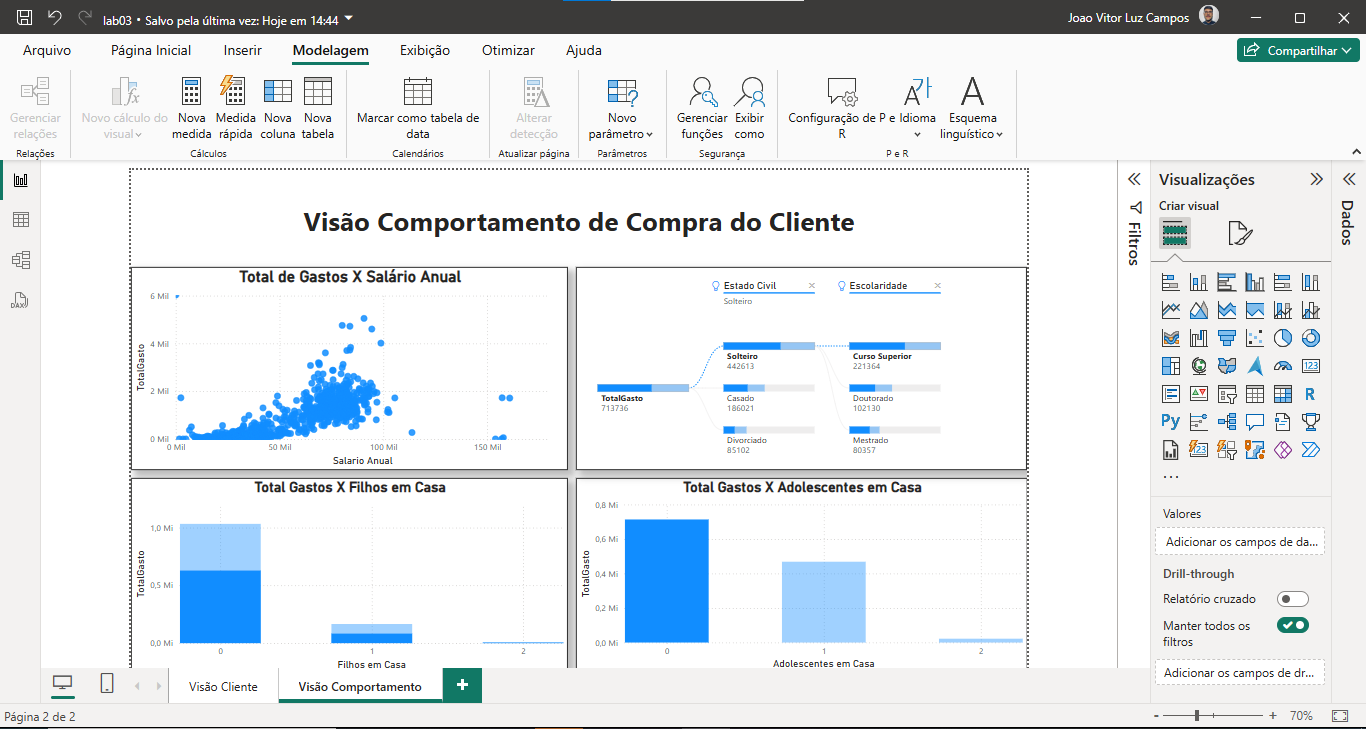 lab03 • Salvo pela última vez: Hoje em 14:44
Joao Vitor Luz Campos
Arquivo
Página Inicial
Inserir
Modelagem
Exibição
Otimizar
Ajuda
Compartilhar
Gerenciar relações
Novo cálculo do visual
Nova medida
Medida rápida
Nova coluna
Nova tabela
Marcar como tabela de data
Alterar detecção
Novo parâmetro
Gerenciar funções
Exibir como
Configuração de P e R
Idioma
Esquema linguístico
Relações
Cálculos
Calendários
Atualizar página
Parâmetros
Segurança
P e R
DAX
Visão Comportamento de Compra do Cliente
Total de Gastos X Salário Anual
TotalGasto
6 Mil
4 Mil
2 Mil
0 Mil
0 Mil
50 Mil
100 Mil
150 Mil
Salario Anual
Estado Civil
Solteiro
Escolaridade
TotalGasto
713736
Solteiro
442613
Casado
186021
Divorciado
85102
Curso Superior
221364
Doutorado
102130
Mestrado
80357
Total Gastos X Filhos em Casa
TotalGasto
1,0 Mi
0,5 Mi
0,0 Mi
0
1
2
Filhos em Casa
Total Gastos X Adolescentes em Casa
TotalGasto
0,8 Mi
0,6 Mi
0,4 Mi
0,2 Mi
0,0 Mi
0
1
2
Adolescentes em Casa
Filtros
Visualizações
Criar visual
123
R
Py
123
...
Valores
Adicionar os campos de da...
Drill-through
Relatório cruzado
Manter todos os
filtros
Adicionar os campos de dr...
Dados
Visão Cliente
Visão Comportamento
+
Página 2 de 2
- + 70%